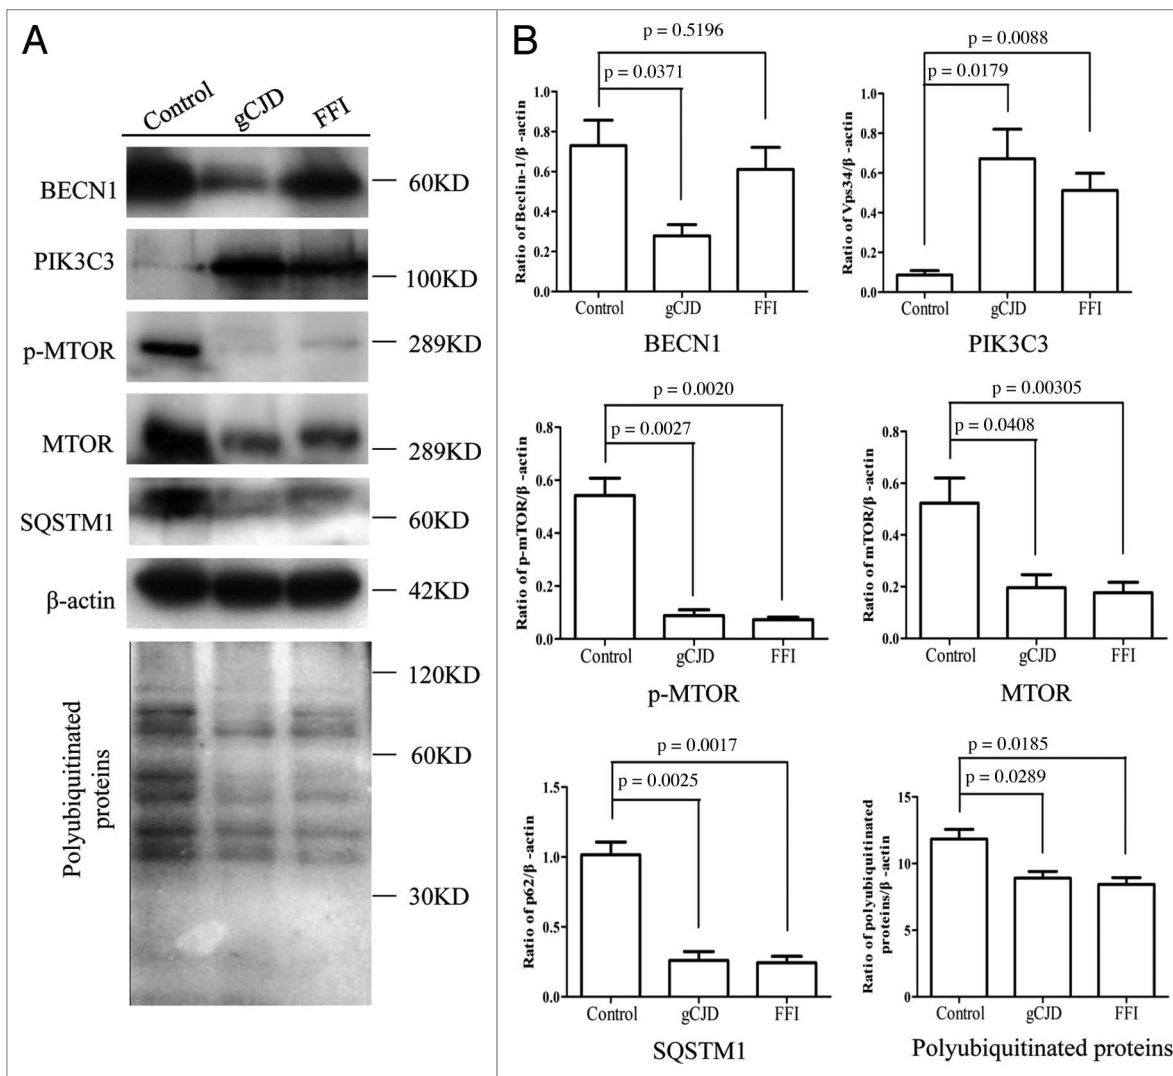 A
Control gCJD FFI
BECN1
60KD
PIK3C3
100KD
p-MTOR
289KD
MTOR
289KD
SQSTM1
60KD
β-actin
42KD
Polyubiquitinated
proteins
120KD
60KD
30KD
B
p = 0.5196
p = 0.0371
Ratio of Beclin-1/β -actin
1.0
0.8
0.6
0.4
0.2
0.0
Control gCJD FFI
BECN1
p = 0.0088
p = 0.0179
Ratio of Vps34/β -actin
1.0
0.8
0.6
0.4
0.2
0.0
Control gCJD FFI
PIK3C3
p = 0.0020
p = 0.0027
Ratio of p-mTOR/β -actin
0.8
0.6
0.4
0.2
0.0
Control gCJD FFI
p-MTOR
p = 0.00305
p = 0.0408
Ratio of mTOR/β -actin
0.8
0.6
0.4
0.2
0.0
Control gCJD FFI
MTOR
p = 0.0017
p = 0.0025
Ratio of p62/β -actin
1.5
1.0
0.5
0.0
Control gCJD FFI
SQSTM1
p = 0.0185
p = 0.0289
Ratio of polyubiquitinated
proteins/β -actin
15
10
5
0
Control gCJD FFI
Polyubiquitinated proteins